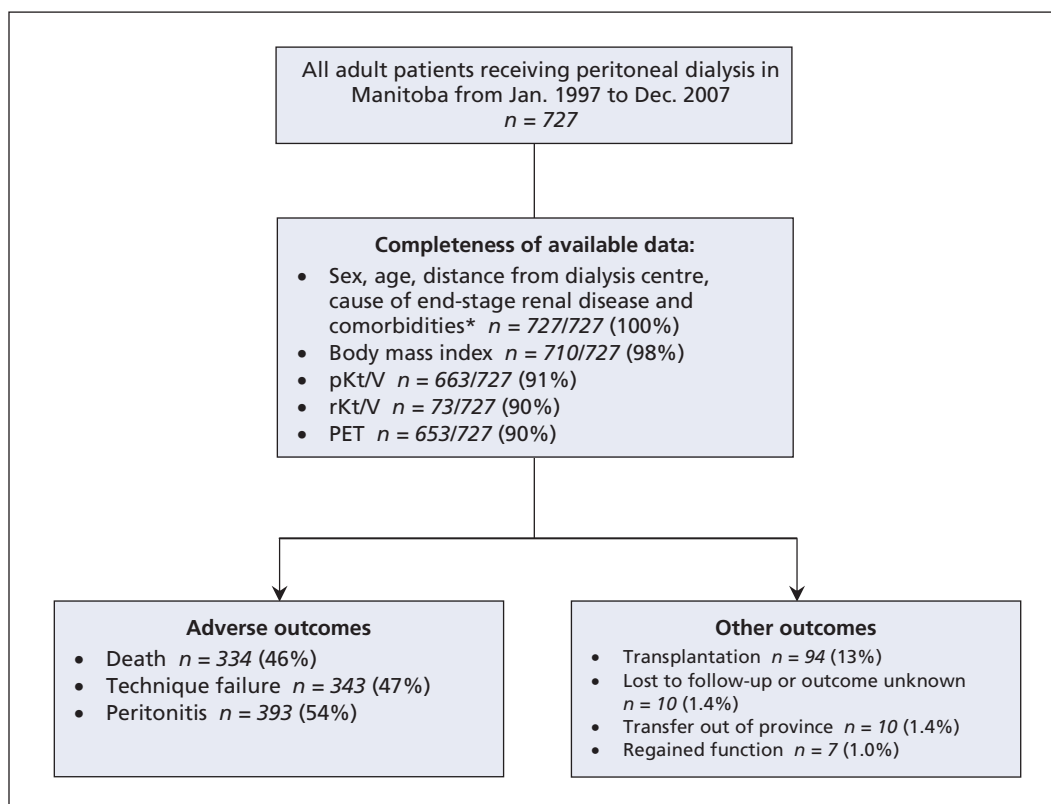 All adult patients receiving peritoneal dialysis in
Manitoba from Jan. 1997 to Dec. 2007
n = 727
Completeness of available data:
• Sex, age, distance from dialysis centre,
cause of end-stage renal disease and
comorbidities* n = 727/727 (100%)
• Body mass index n = 710/727 (98%)
• pKt/V n = 663/727 (91%)
• rKt/V n = 73/727 (90%)
• PET n = 653/727 (90%)
Adverse outcomes
• Death n = 334 (46%)
• Technique failure n = 343 (47%)
• Peritonitis n = 393 (54%)
Other outcomes
• Transplantation n = 94 (13%)
• Lost to follow-up or outcome unknown
n = 10 (1.4%)
• Transfer out of province n = 10 (1.4%)
• Regained function n = 7 (1.0%)